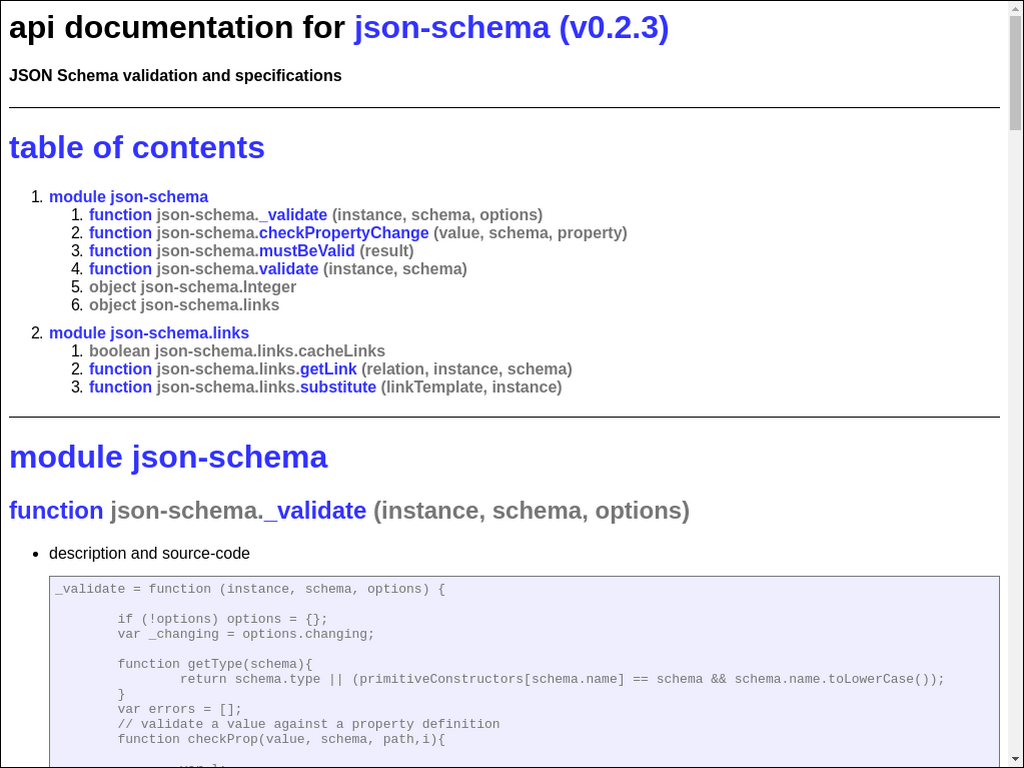 api documentation for json-schema (v0.2.3)
JSON Schema validation and specifications
table of contents
1. module json-schema
1. function json-schema._validate (instance, schema, options)
2. function json-schema.checkPropertyChange (value, schema, property)
3. function json-schema.mustBeValid (result)
4. function json-schema.validate (instance, schema)
5. object json-schema.Integer
6. object json-schema.links
2. module json-schema.links
1. boolean json-schema.links.cacheLinks
2. function json-schema.links.getLink (relation, instance, schema)
3. function json-schema.links.substitute (linkTemplate, instance)
module json-schema
function json-schema._validate (instance, schema, options)
• description and source-code
_validate = function (instance, schema, options) {
if (!options) options = {};
var _changing = options.changing;
function getType(schema){
return schema.type || (primitiveConstructors[schema.name] == schema && schema.name.toLowerCase());
}
var errors = [];
// validate a value against a property definition
function checkProp(value, schema, path,i){